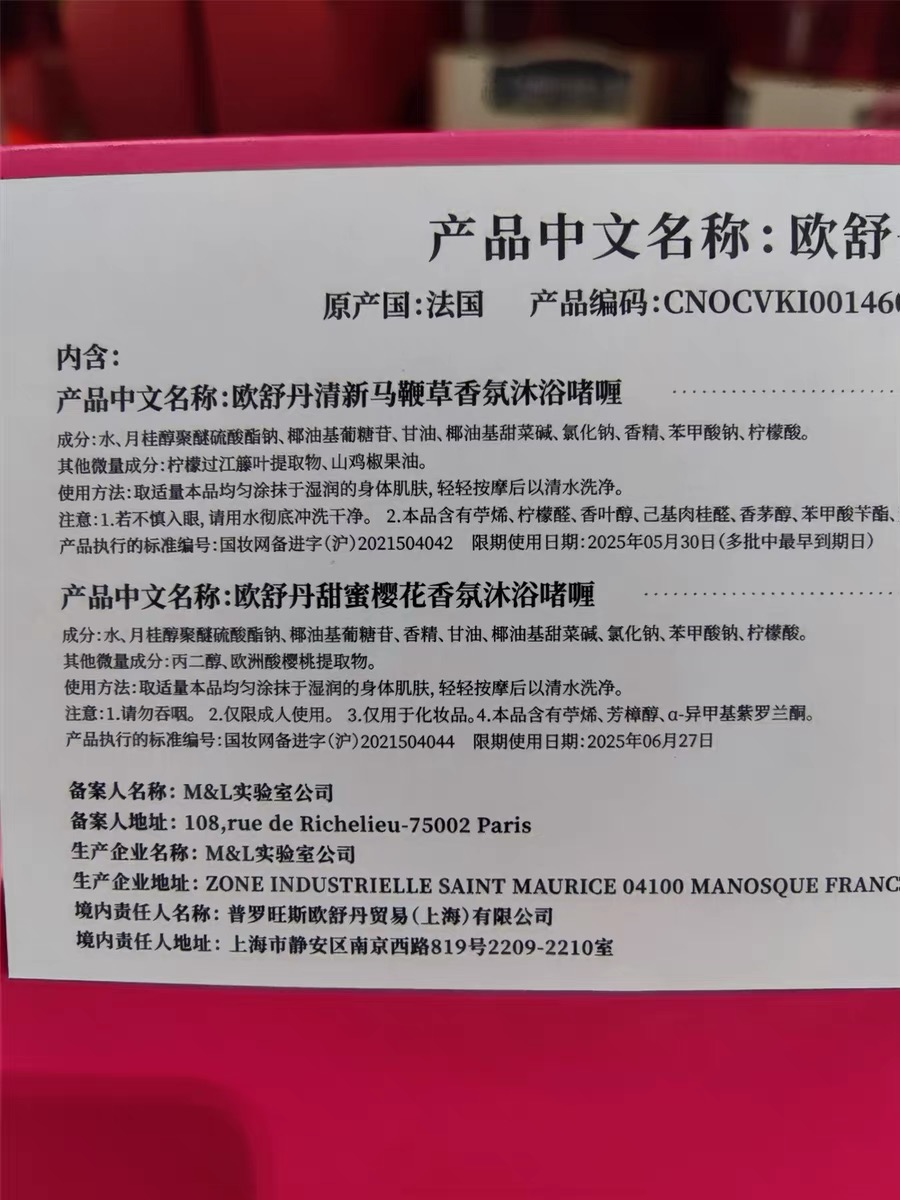 产品中文名称：欧舒
原产国：法国 产品编码：CNOCVKI00146
内含：
产品中文名称：欧舒丹清新马鞭草香氛沐浴啫喱
成分：水、月桂醇聚醚硫酸酯钠、椰油基葡糖苷、甘油、椰油基甜菜碱、氯化钠、香精、苯甲酸钠、柠檬酸。
其他微量成分：柠檬过江藤叶提取物、山鸡椒果油。
使用方法：取适量本品均匀涂抹于湿润的身体肌肤，轻轻按摩后以清水洗净。
注意：1.若不慎入眼，请用水彻底冲洗干净。 2.本品含有苧烯、柠檬醛、香叶醇、己基肉桂醛、香茅醇、苯甲酸苄酯、
产品执行的标准编号：国妆网备进字（沪）2021504042 限期使用日期：2025年05月30日（多批中最早到期日）
产品中文名称：欧舒丹甜蜜樱花香氛沐浴啫喱
成分：水、月桂醇聚醚硫酸酯钠、椰油基葡糖苷、香精、甘油、椰油基甜菜碱、氯化钠、苯甲酸钠、柠檬酸。
其他微量成分：丙二醇、欧洲酸樱桃提取物。
使用方法：取适量本品均匀涂抹于湿润的身体肌肤，轻轻按摩后以清水洗净。
注意：1.请勿吞咽。 2.仅限成人使用。 3.仅用于化妆品。4.本品含有苧烯、芳樟醇、α-异甲基紫罗兰酮。
产品执行的标准编号：国妆网备进字（沪）2021504044 限期使用日期：2025年06月27日
备案人名称：M&L实验室公司
备案人地址：108,rue de Richelieu-75002 Paris
生产企业名称：M&L实验室公司
生产企业地址：ZONE INDUSTRIELLE SAINT MAURICE 04100 MANOSQUE FRANC
境内责任人名称：普罗旺斯欧舒丹贸易（上海）有限公司
境内责任人地址：上海市静安区南京西路819号2209-2210室